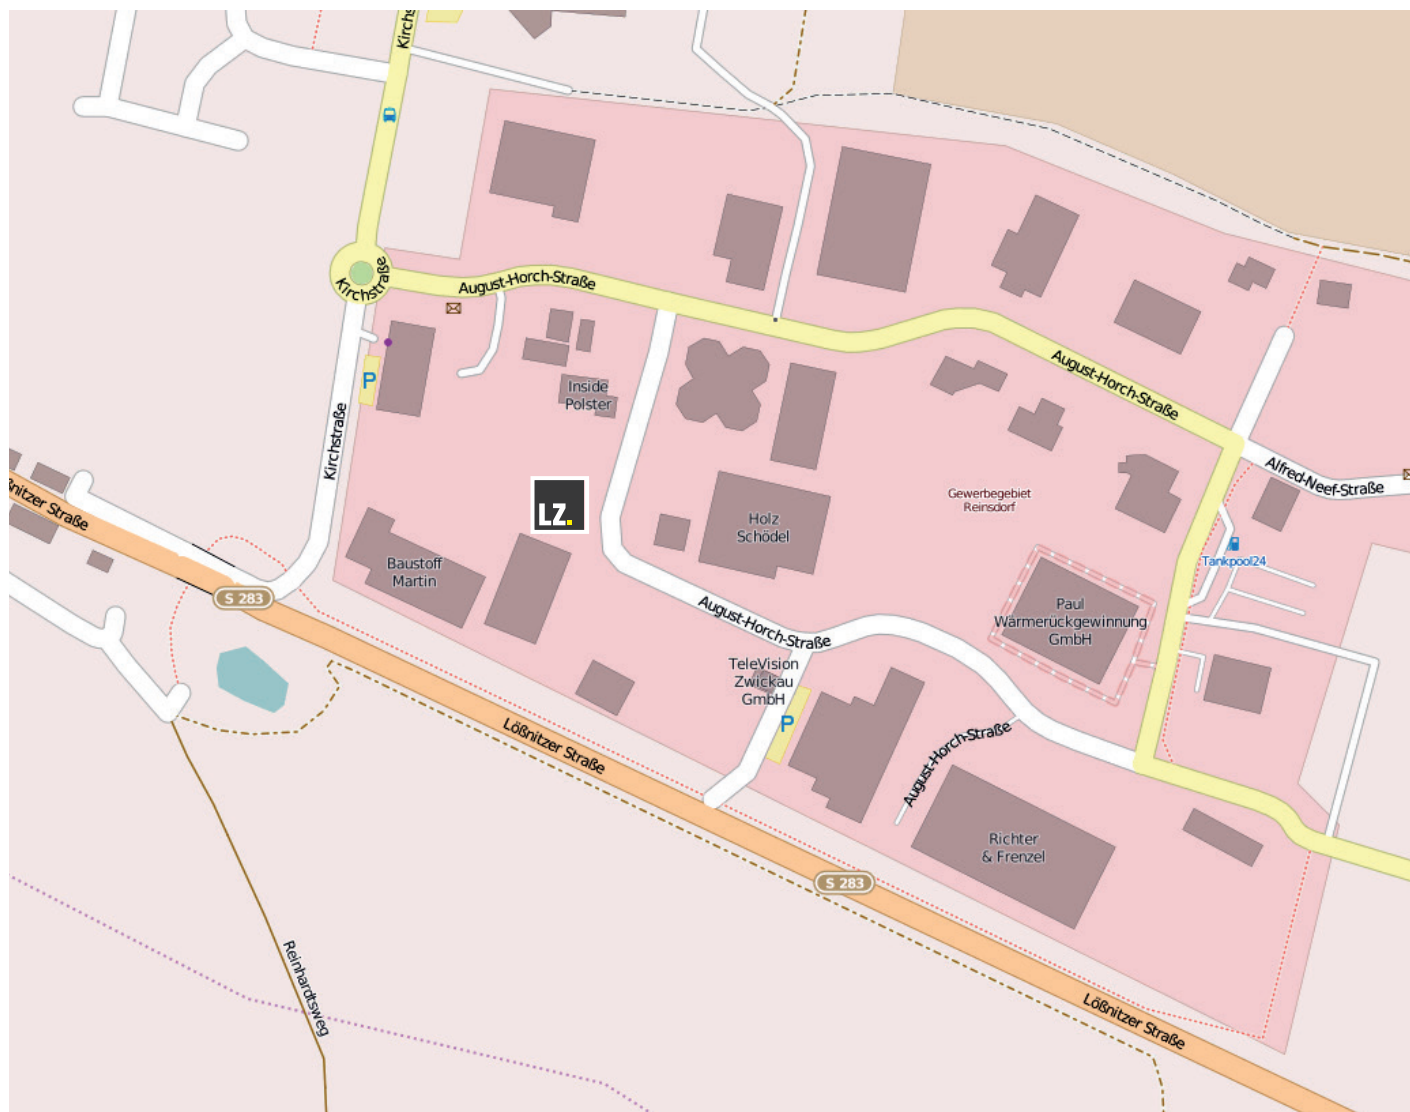 Kirchs
August-Horch-Straße
Kirchstraße
P
Inside
Polster
August-Horch-Straße
Kirchstraße
Alfred-Neef-Straße
ßnitzer Straße
LZ.
Gewerbegebiet
Reinsdorf
Holz
Schödel
Baustoff
Martin
Tankpool24
S 283
August-Horch-Straße
Paul
Wärmerückgewinnung
GmbH
TeleVision
Zwickau
GmbH
P
Lößnitzer Straße
August-Horch-Straße
Richter
& Frenzel
S 283
Reinhardtsweg
Lößnitzer Straße